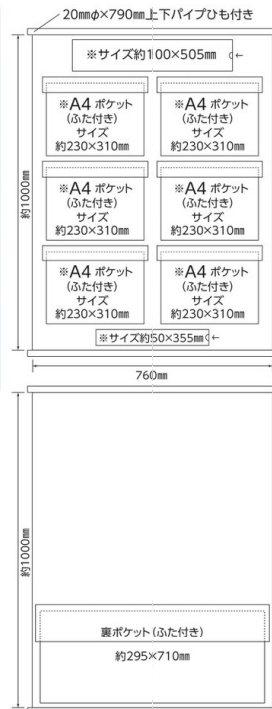 20mmφ×790mm上下パイプひも付き
※サイズ約100×505mm ←
※A4 ポケット
(ふた付き)
サイズ
約230×310mm
※A4 ポケット
(ふた付き)
サイズ
約230×310mm
※A4 ポケット
(ふた付き)
サイズ
約230×310mm
※A4 ポケット
(ふた付き)
サイズ
約230×310mm
※A4 ポケット
(ふた付き)
サイズ
約230×310mm
※A4 ポケット
(ふた付き)
サイズ
約230×310mm
約1000mm
※サイズ約50×355mm ←
760mm
約1000mm
裏ポケット(ふた付き)
約295×710mm